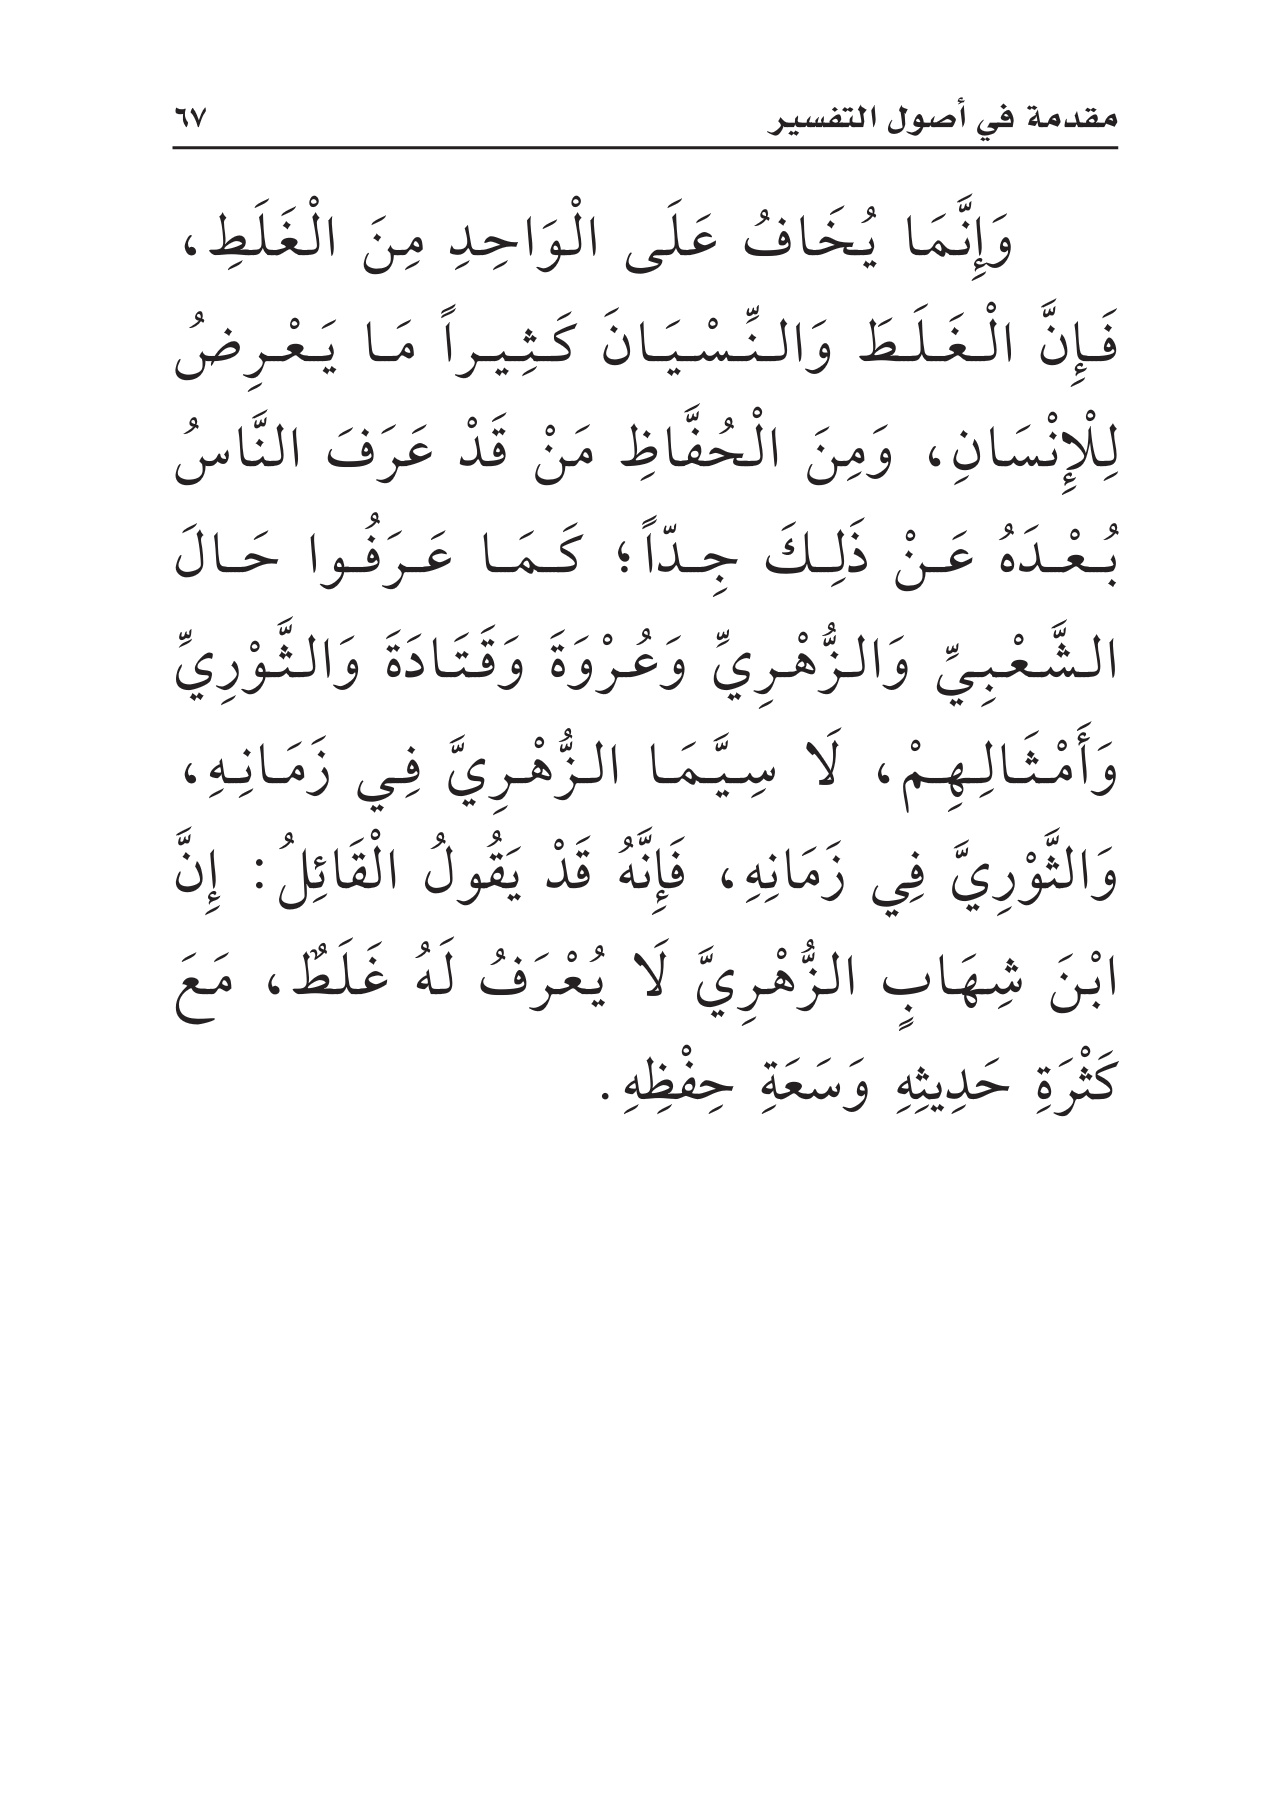 مقدمة في أصول التفسير ٦٧
وَإِنَّمَا يُخَافُ عَلَى الْوَاحِدِ مِنَ الْغَلَطِ،
فَإِنَّ الْغَلَطَ وَالنِّسْيَانَ كَثِيراً مَا يَعْرِضُ
لِلْإِنْسَانِ، وَمِنَ الْحُفَّاظِ مَنْ قَدْ عَرَفَ النَّاسُ
بُعْدَهُ عَنْ ذَلِكَ جِدّاً؛ كَمَا عَرَفُوا حَالَ
الشَّعْبِيِّ وَالزُّهْرِيِّ وَعُرْوَةَ وَقَتَادَةَ وَالثَّوْرِيِّ
وَأَمْثَالِهِمْ، لَا سِيَّمَا الزُّهْرِيَّ فِي زَمَانِهِ،
وَالثَّوْرِيَّ فِي زَمَانِهِ، فَإِنَّهُ قَدْ يَقُولُ الْقَائِلُ: إِنَّ
ابْنَ شِهَابٍ الزُّهْرِيَّ لَا يُعْرَفُ لَهُ غَلَطٌ، مَعَ
كَثْرَةِ حَدِيثِهِ وَسَعَةِ حِفْظِهِ.